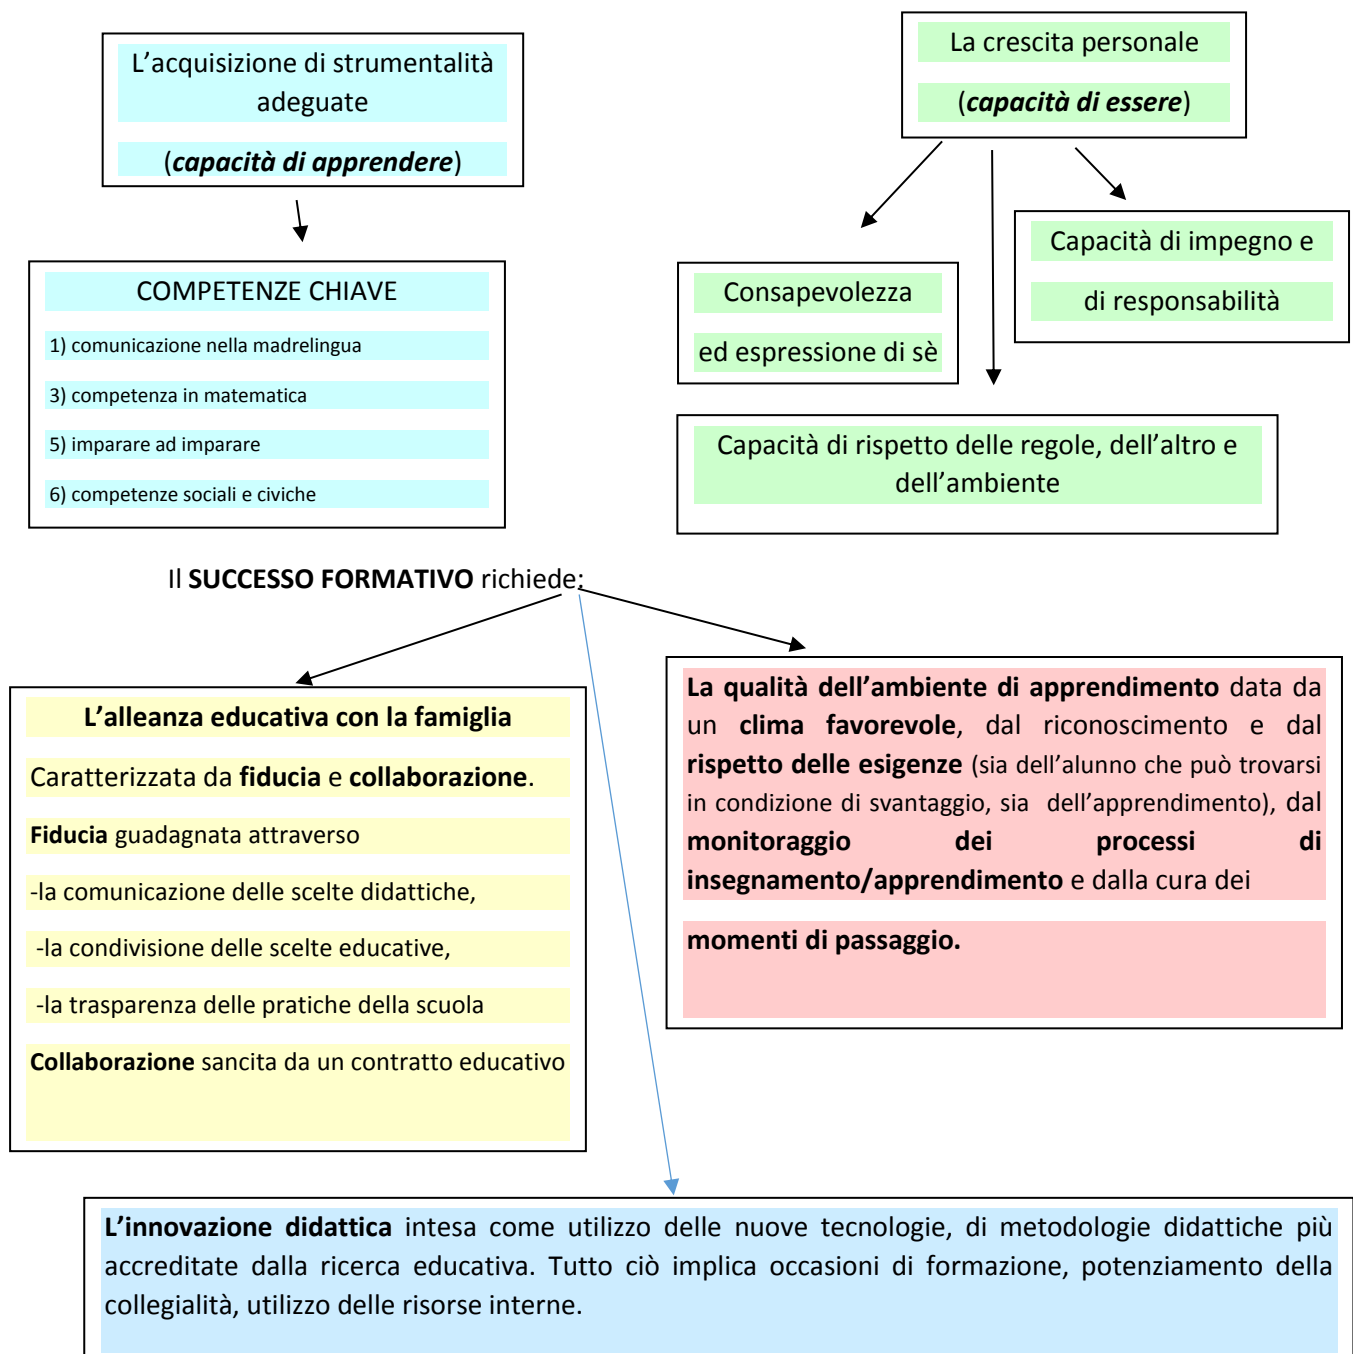 L’acquisizione di strumentalità
adeguate
(capacità di apprendere)
La crescita personale
(capacità di essere)
COMPETENZE CHIAVE
1) comunicazione nella madrelingua
3) competenza in matematica
5) imparare ad imparare
6) competenze sociali e civiche
Consapevolezza
ed espressione di sè
Capacità di impegno e
di responsabilità
Capacità di rispetto delle regole, dell’altro e
dell’ambiente
Il SUCCESSO FORMATIVO richiede:
L’alleanza educativa con la famiglia
Caratterizzata da fiducia e collaborazione.
Fiducia guadagnata attraverso
-la comunicazione delle scelte didattiche,
-la condivisione delle scelte educative,
-la trasparenza delle pratiche della scuola
Collaborazione sancita da un contratto educativo
La qualità dell’ambiente di apprendimento data da
un clima favorevole, dal riconoscimento e dal
rispetto delle esigenze (sia dell’alunno che può trovarsi
in condizione di svantaggio, sia dell’apprendimento), dal
monitoraggio dei processi di
insegnamento/apprendimento e dalla cura dei
momenti di passaggio.
L’innovazione didattica intesa come utilizzo delle nuove tecnologie, di metodologie didattiche più
accreditate dalla ricerca educativa. Tutto ciò implica occasioni di formazione, potenziamento della
collegialità, utilizzo delle risorse interne.